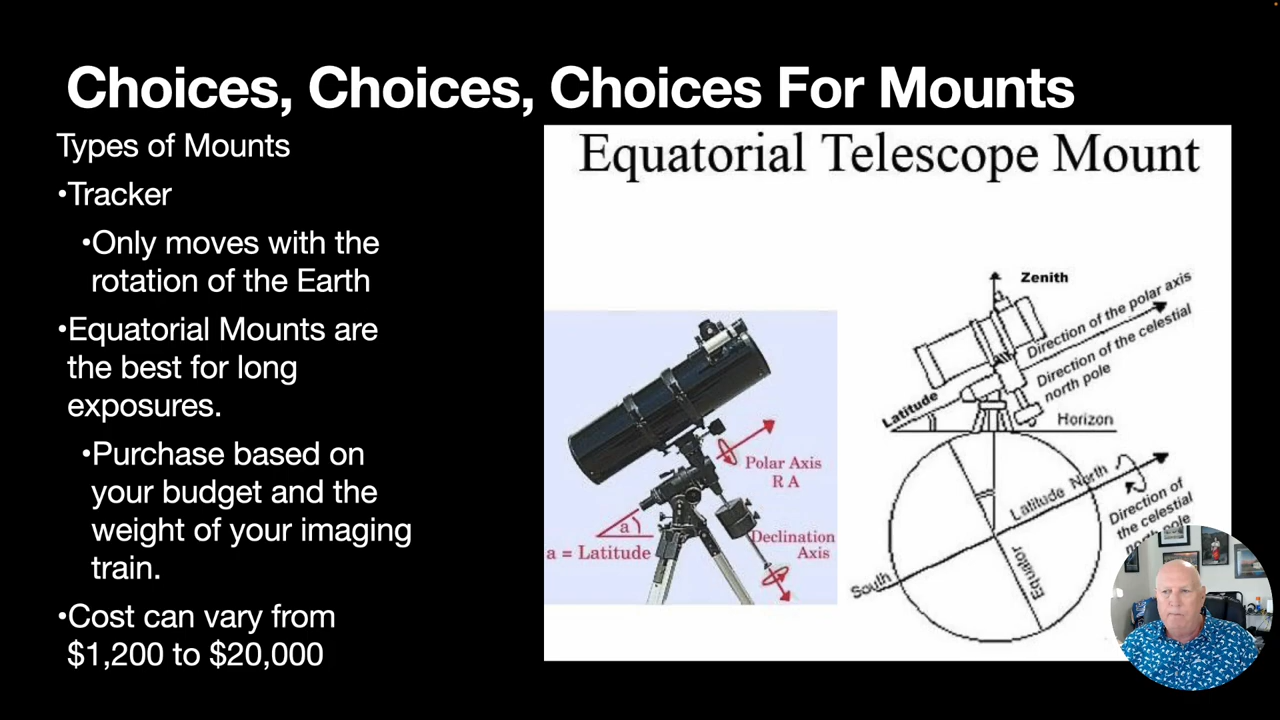 Choices, Choices, Choices For Mounts
Types of Mounts
•Tracker
•Only moves with the
rotation of the Earth
•Equatorial Mounts are
the best for long
exposures.
•Purchase based on
your budget and the
weight of your imaging
train.
•Cost can vary from
$1,200 to $20,000
Equatorial Telescope Mount
Polar Axis
R A
a
a = Latitude
Declination
Axis
Zenith
Direction of the polar axis
Direction of the celestial
north pole
Latitude
Horizon
Latitude North
Direction of
the celestial
north pole
South
Equator